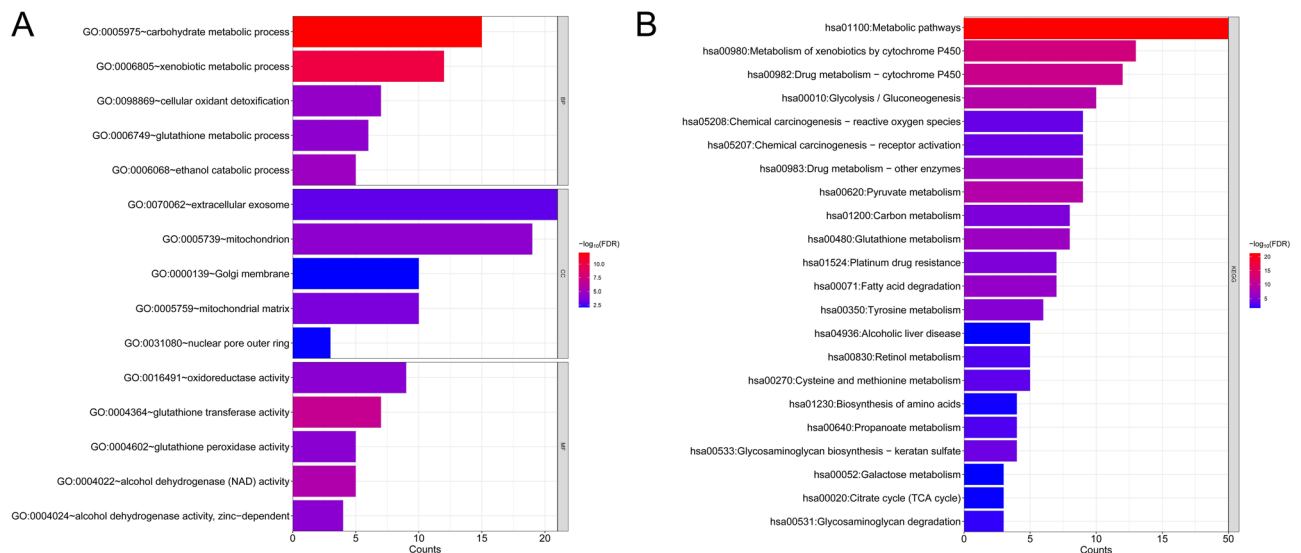 A
GO:0005975~carbohydrate metabolic process
GO:0006805~xenobiotic metabolic process
GO:0098869~cellular oxidant detoxification
GO:0006749~glutathione metabolic process
GO:0006068~ethanol catabolic process
BP
GO:0070062~extracellular exosome
GO:0005739~mitochondrion
GO:0000139~Golgi membrane
GO:0005759~mitochondrial matrix
GO:0031080~nuclear pore outer ring
CC
GO:0016491~oxidoreductase activity
GO:0004364~glutathione transferase activity
GO:0004602~glutathione peroxidase activity
GO:0004022~alcohol dehydrogenase (NAD) activity
GO:0004024~alcohol dehydrogenase activity, zinc-dependent
MF
0 5 10 15 20
Counts
−log10(FDR)
10.0
7.5
5.0
2.5
B
hsa01100:Metabolic pathways
hsa00980:Metabolism of xenobiotics by cytochrome P450
hsa00982:Drug metabolism − cytochrome P450
hsa00010:Glycolysis / Gluconeogenesis
hsa05208:Chemical carcinogenesis − reactive oxygen species
hsa05207:Chemical carcinogenesis − receptor activation
hsa00983:Drug metabolism − other enzymes
hsa00620:Pyruvate metabolism
hsa01200:Carbon metabolism
hsa00480:Glutathione metabolism
hsa01524:Platinum drug resistance
hsa00071:Fatty acid degradation
hsa00350:Tyrosine metabolism
hsa04936:Alcoholic liver disease
hsa00830:Retinol metabolism
hsa00270:Cysteine and methionine metabolism
hsa01230:Biosynthesis of amino acids
hsa00640:Propanoate metabolism
hsa00533:Glycosaminoglycan biosynthesis − keratan sulfate
hsa00052:Galactose metabolism
hsa00020:Citrate cycle (TCA cycle)
hsa00531:Glycosaminoglycan degradation
KEGG
0 5 10 15 50
Counts
−log10(FDR)
20
15
10
5